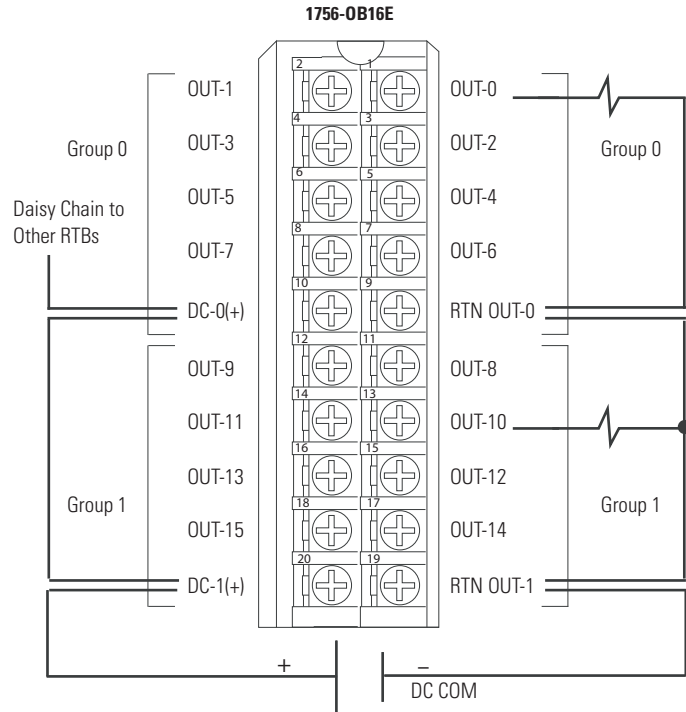 1756-OB16E
2 1
OUT-1 OUT-0
4 3
Group 0 OUT-3 OUT-2 Group 0
6 5
OUT-5 OUT-4
Daisy Chain to
Other RTBs
8 7
OUT-7 OUT-6
10 9
DC-0(+) RTN OUT-0
12 11
OUT-9 OUT-8
14 13
OUT-11 OUT-10
16 15
OUT-13 OUT-12
18 17
Group 1 OUT-15 OUT-14 Group 1
20 19
DC-1(+) RTN OUT-1
+ –
DC COM